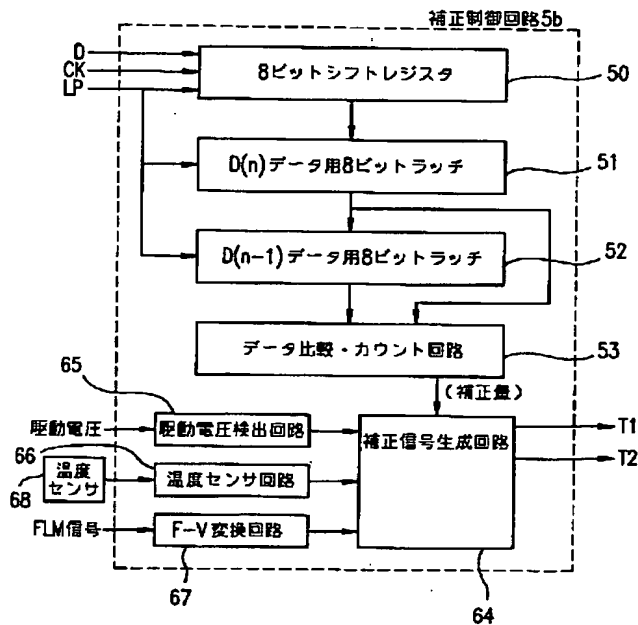 補正制御回路5b
D
CK
LP
8ビットシフトレジスタ
50
D(n)データ用8ビットラッチ
51
D(n-1)データ用8ビットラッチ
52
データ比較・カウント回路
53
(補正量)
65
駆動電圧
駆動電圧検出回路
補正信号生成回路
T1
T2
66
温度
センサ
68
温度センサ回路
FLM信号
F-V変換回路
67
64